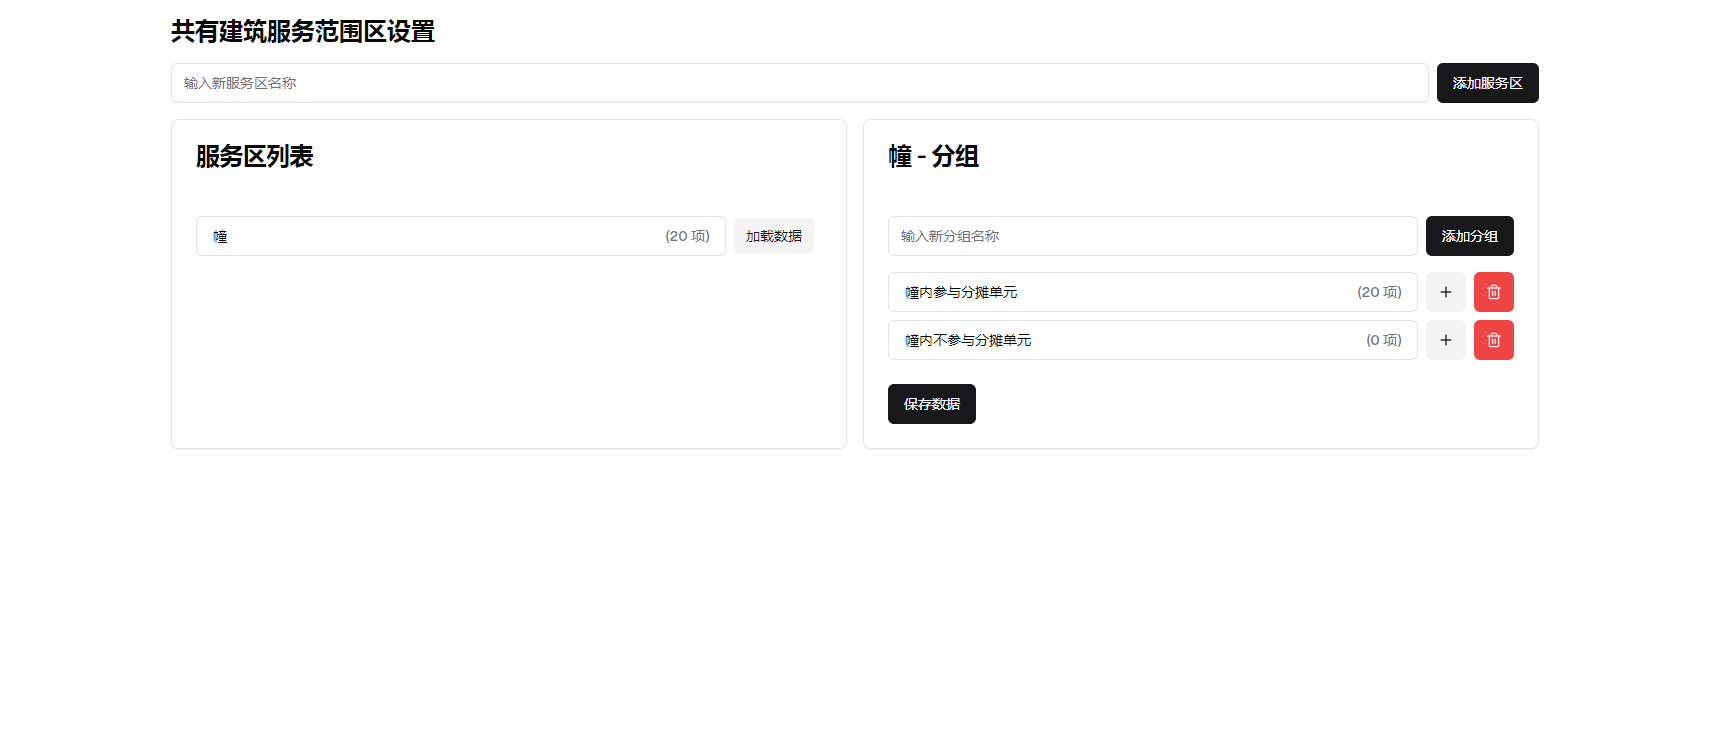 共有建筑服务范围区设置
输入新服务区名称
添加服务区
服务区列表
幢 (20 项)
加载数据
幢 - 分组
输入新分组名称
添加分组
幢内参与分摊单元 (20 项)
幢内不参与分摊单元 (0 项)
保存数据